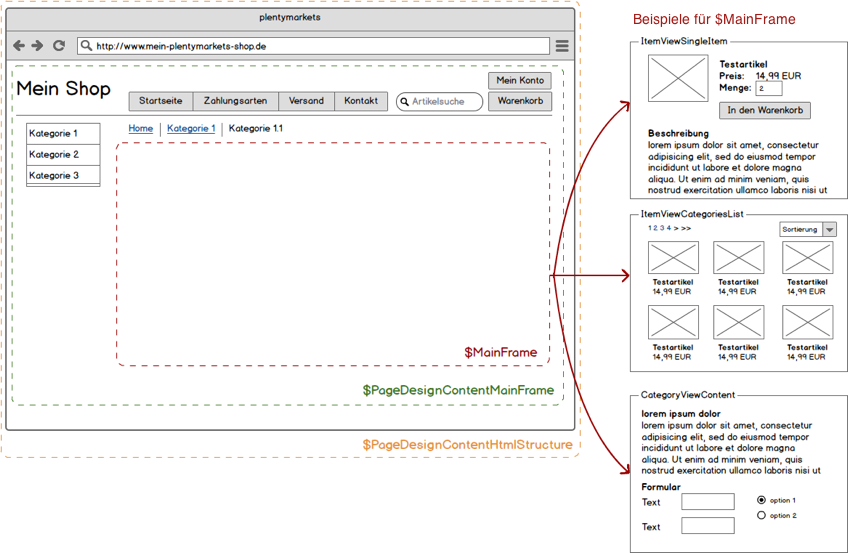 plentymarkets
http://www.mein-plentymarkets-shop.de
Mein Shop
Mein Konto
Startseite
Zahlungsarten
Versand
Kontakt
Artikelsuche
Warenkorb
Kategorie 1
Kategorie 2
Kategorie 3
Home
Kategorie 1
Kategorie 1.1
$MainFrame
$PageDesignContentMainFrame
$PageDesignContentHtmlStructure
Beispiele für $MainFrame
ItemViewSingleItem
Testartikel
Preis: 14,99 EUR
Menge: 2
In den Warenkorb
Beschreibung
lorem ipsum dolor sit amet, consectetur
adipisicing elit, sed do eiusmod tempor
incididunt ut labore et dolore magna
aliqua. Ut enim ad minim veniam, quis
nostrud exercitation ullamco laboris nisi ut
ItemViewCategoriesList
1 2 3 4 > >>
Sortierung
Testartikel Testartikel Testartikel
14,99 EUR 14,99 EUR 14,99 EUR
Testartikel Testartikel Testartikel
14,99 EUR 14,99 EUR 14,99 EUR
CategoryViewContent
lorem ipsum dolor
lorem ipsum dolor sit amet, consectetur
adipisicing elit, sed do eiusmod tempor
incididunt ut labore et dolore magna
aliqua. Ut enim ad minim veniam, quis
nostrud exercitation ullamco laboris nisi ut
Formular
Text
option 1
option 2
Text